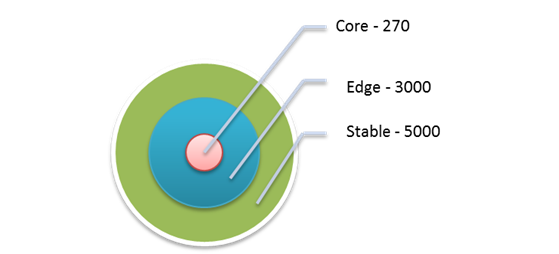 Core - 270
Edge - 3000
Stable - 5000